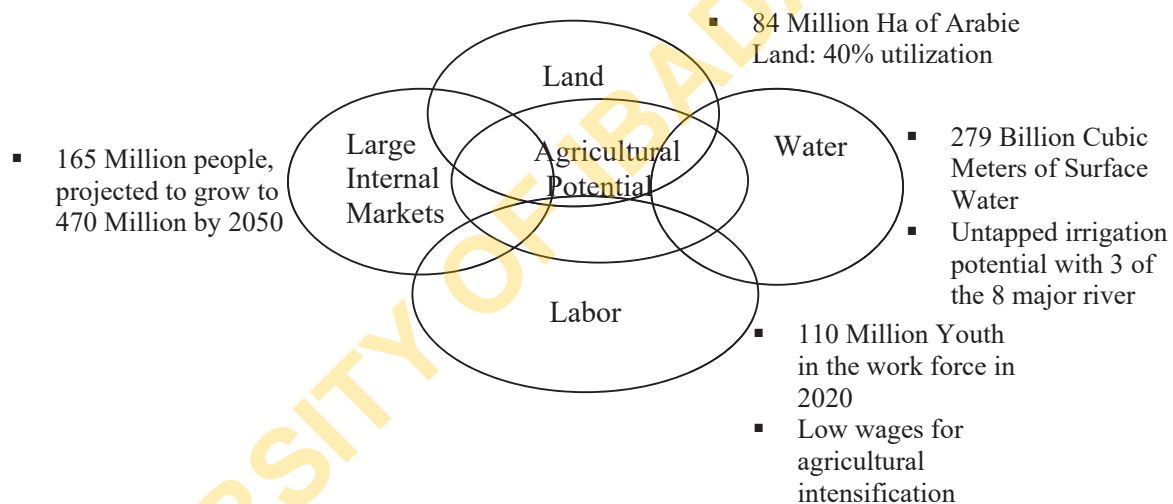 ▪ 84 Million Ha of Arabie
Land: 40% utilization
Land
Large
Internal
Markets
Agricultural
Potential
Water
▪ 165 Million people,
projected to grow to
470 Million by 2050
▪ 279 Billion Cubic
Meters of Surface
Water
▪ Untapped irrigation
potential with 3 of
the 8 major river
Labor
▪ 110 Million Youth
in the work force in
2020
▪ Low wages for
agricultural
intensification
RSITY OF IBADA